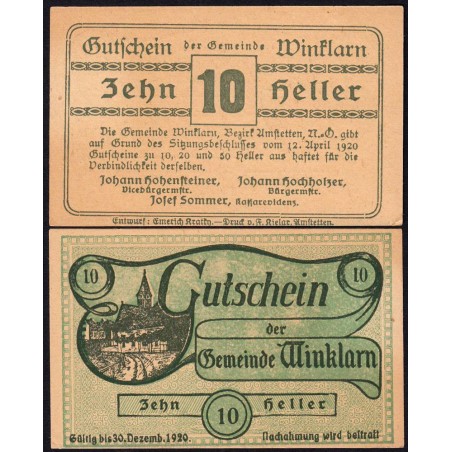 Gutschein der Gemeinde Winklarn
Zehn 10 Heller
Die Gemeinde Winklarn, Bezirk Amstetten, N.-Ö. gibt
auf Grund des Sitzungsbeschlusses vom 12. April 1920
Gutscheine zu 10, 20 und 50 Heller aus haftet für die
Verbindlichkeit derselben.
Johann Hohensteiner, Johann Hochholzer,
Vicebürgermstr. Bürgermstr.
Josef Sommer, Kassarevidenz.
Entwurf: Emerich Kratky.—Druck v. F. Kielar, Amstetten.
10 Gutschein 10
der
Gemeinde Winklarn
Zehn 10 Heller
Gültig bis 30. Dezemb. 1920. Nachahmung wird bestraft